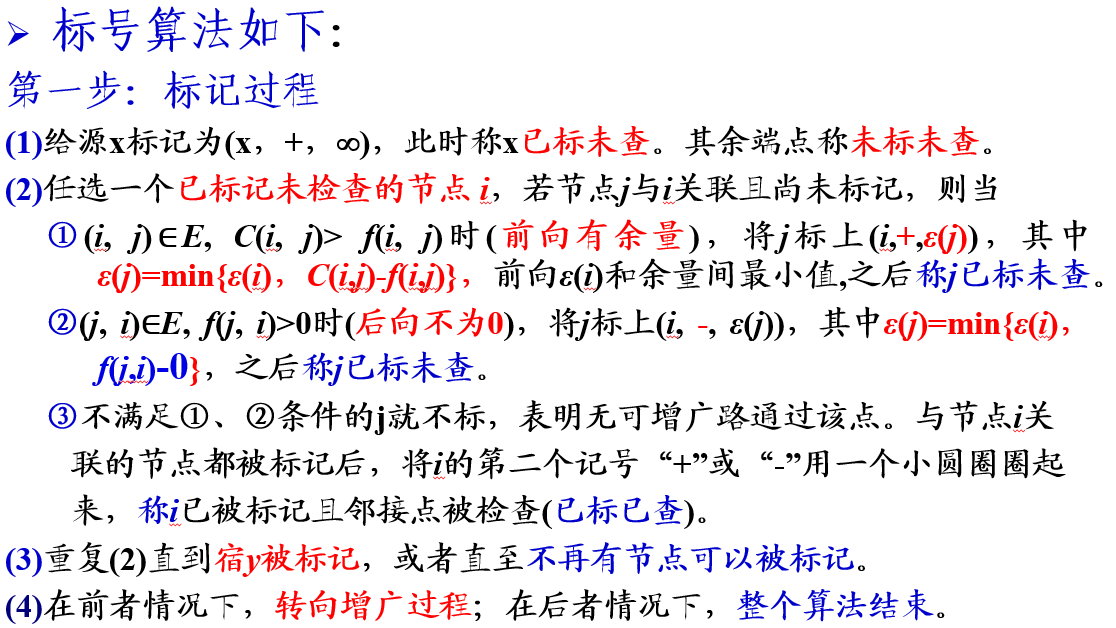 ➢ 标号算法如下：
第一步：标记过程
(1)给源x标记为(x，+，∞)，此时称x已标未查。其余端点称未标未查。
(2)任选一个已标记未检查的节点 i，若节点j与i关联且尚未标记，则当
①(i, j)∈E, C(i, j)> f(i, j)时(前向有余量)，将j标上(i,+,ε(j))，其中
ε(j)=min{ε(i)，C(i,j)-f(i,j)}，前向ε(i)和余量间最小值,之后称j已标未查。
②(j, i)∈E, f(j, i)>0时(后向不为0)，将j标上(i, -, ε(j))，其中ε(j)=min{ε(i)，
f(j,i)-0}，之后称j已标未查。
③不满足①、②条件的j就不标，表明无可增广路通过该点。与节点i关
联的节点都被标记后，将i的第二个记号“+”或“-”用一个小圆圈圈起
来，称i已被标记且邻接点被检查(已标已查)。
(3)重复(2)直到宿y被标记，或者直至不再有节点可以被标记。
(4)在前者情况下，转向增广过程；在后者情况下，整个算法结束。